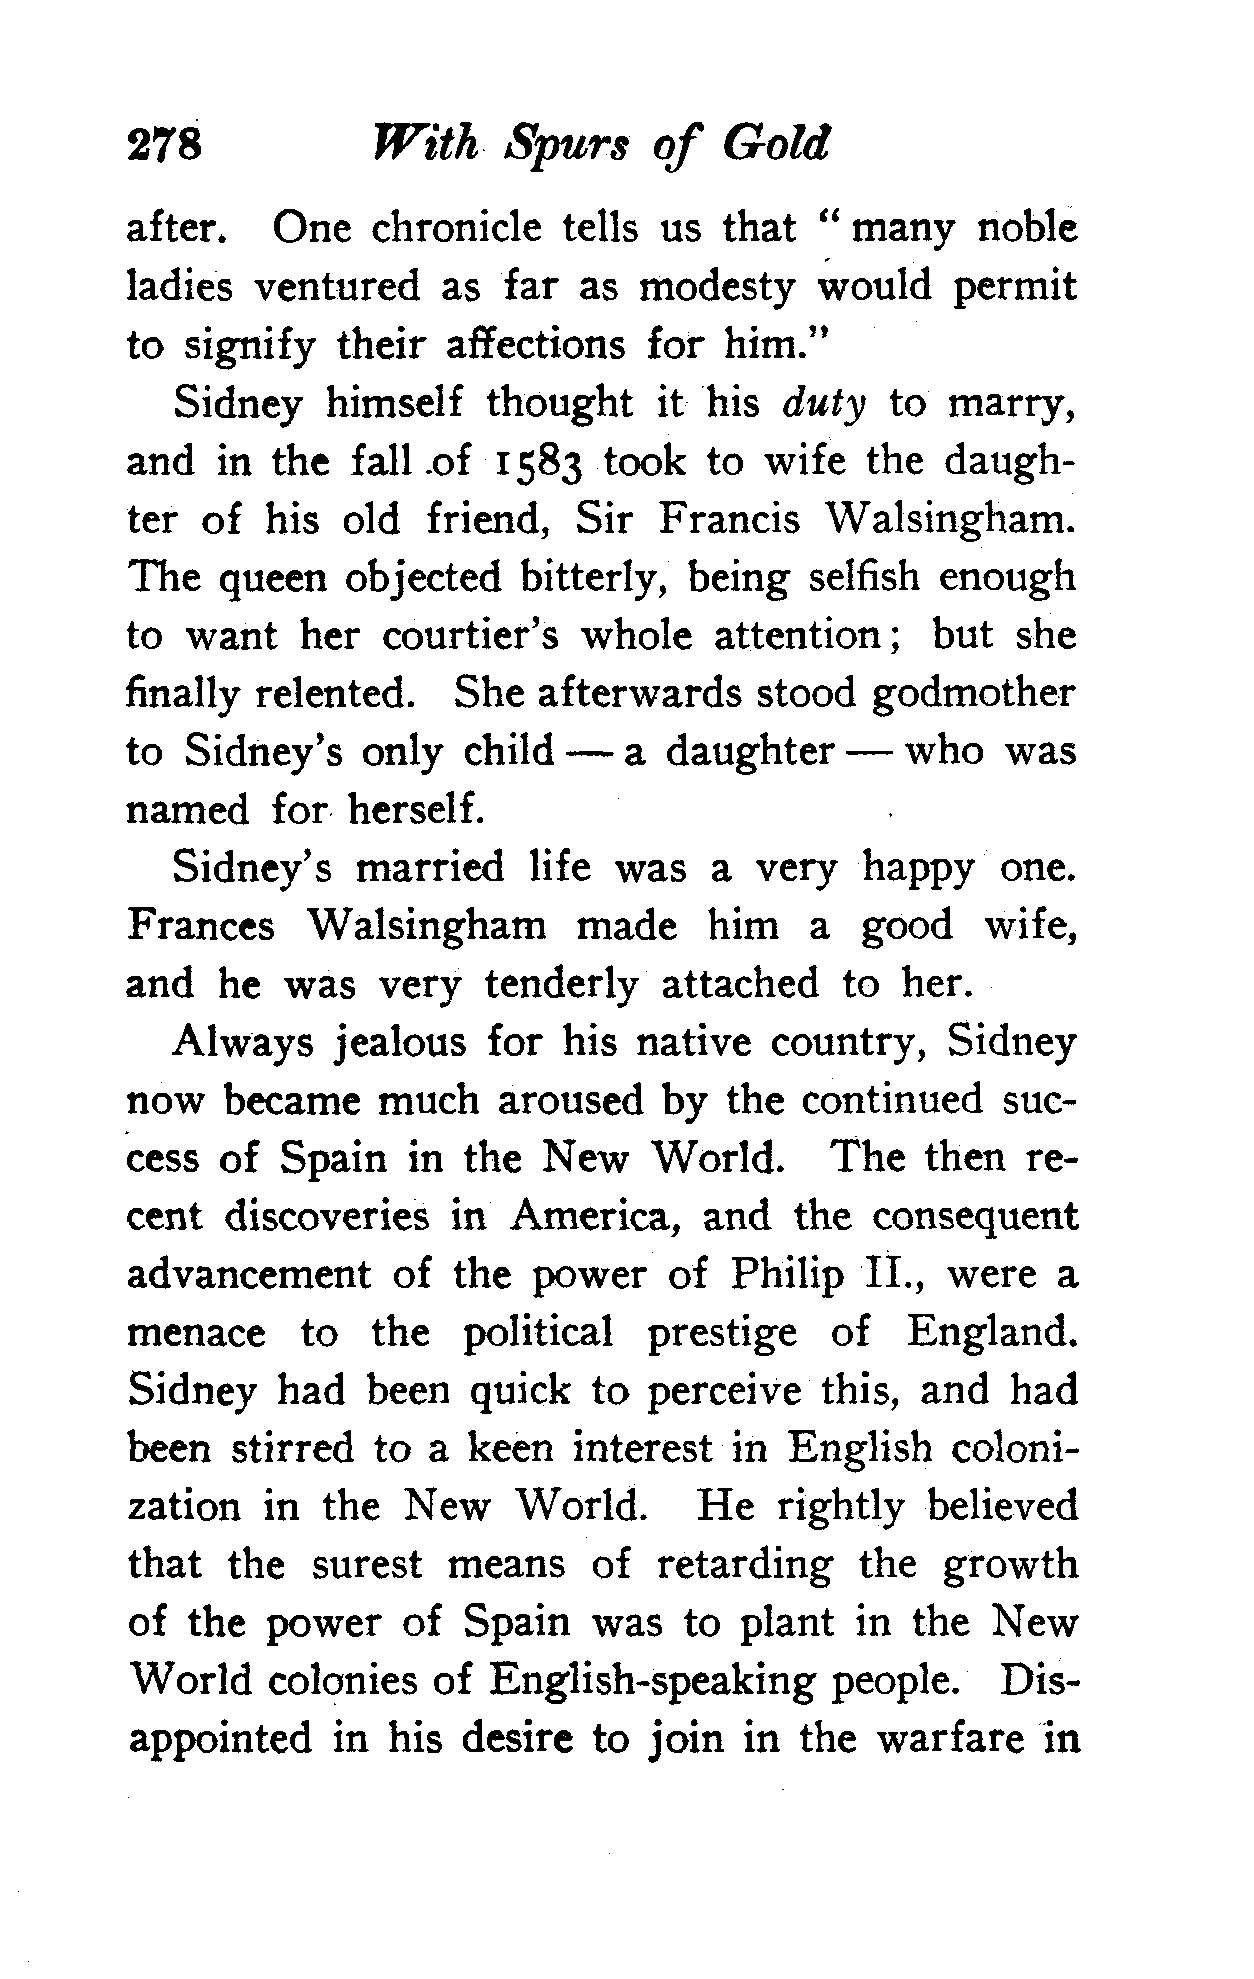 278 With Spurs of Gold
after. One chronicle tells us that “ many noble
ladies ventured as far as modesty would permit
to signify their affections for him.”
Sidney himself thought it his duty to marry,
and in the fall of 1583 took to wife the daugh-
ter of his old friend, Sir Francis Walsingham.
The queen objected bitterly, being selfish enough
to want her courtier's whole attention ; but she
finally relented. She afterwards stood godmother
to Sidney's only child — a daughter — who was
named for herself.
Sidney's married life was a very happy one.
Frances Walsingham made him a good wife,
and he was very tenderly attached to her.
Always jealous for his native country, Sidney
now became much aroused by the continued suc-
cess of Spain in the New World. The then re-
cent discoveries in America, and the consequent
advancement of the power of Philip II., were a
menace to the political prestige of England.
Sidney had been quick to perceive this, and had
been stirred to a keen interest in English coloni-
zation in the New World. He rightly believed
that the surest means of retarding the growth
of the power of Spain was to plant in the New
World colonies of English-speaking people. Dis-
appointed in his desire to join in the warfare in